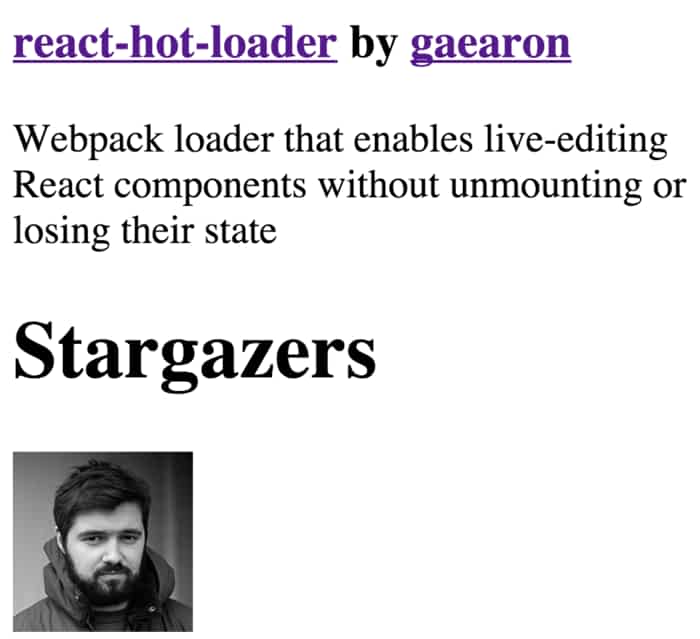 react-hot-loader by gaearon
Webpack loader that enables live-editing
React components without unmounting or
losing their state
Stargazers